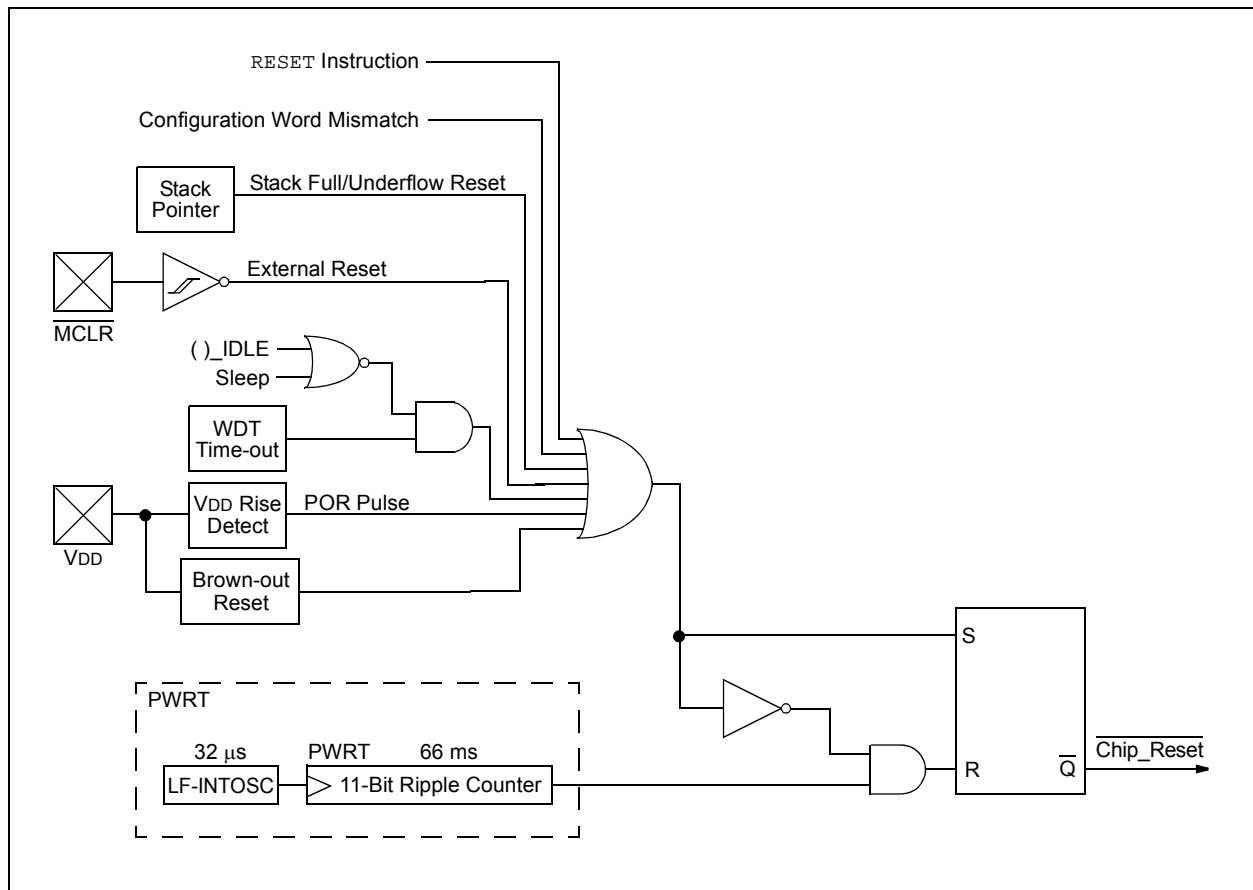 RESET Instruction
Configuration Word Mismatch
Stack
Pointer
Stack Full/Underflow Reset
External Reset
MCLR
( )_IDLE
Sleep
WDT
Time-out
VDD Rise
Detect
POR Pulse
VDD
Brown-out
Reset
S
PWRT
32 μs
PWRT
66 ms
LF-INTOSC
11-Bit Ripple Counter
R
Q
Chip_Reset